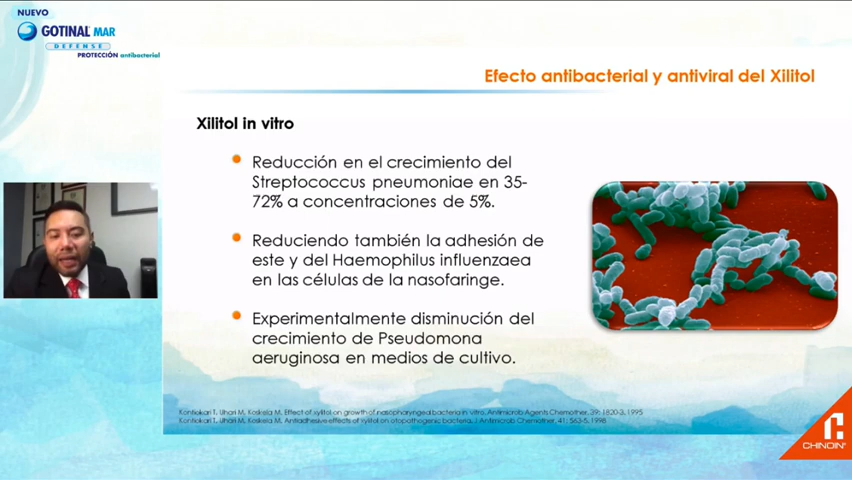 NUEVO
GOTINAL MAR
DEFENSE
PROTECCIÓN antibacterial
Efecto antibacterial y antiviral del Xilitol
Xilitol in vitro
Reducción en el crecimiento del
Streptococcus pneumoniae en 35-
72% a concentraciones de 5%.
Reduciendo también la adhesión de
este y del Haemophilus influenzaea
en las células de la nasofaringe.
Experimentalmente disminución del
crecimiento de Pseudomona
aeruginosa en medios de cultivo.
Kontiokari T, Uhari M, Koskela M. Effect of xylitol on growth of nasopharyngeal bacteria in vitro. Antimicrob Agents Chemother, 39: 1820-3, 1995
Kontiokari T, Uhari M, Koskela M. Antiadhesive effects of xylitol on otopathogenic bacteria. J Antimicrob Chemother, 41: 563-5, 1998
CHINOIN